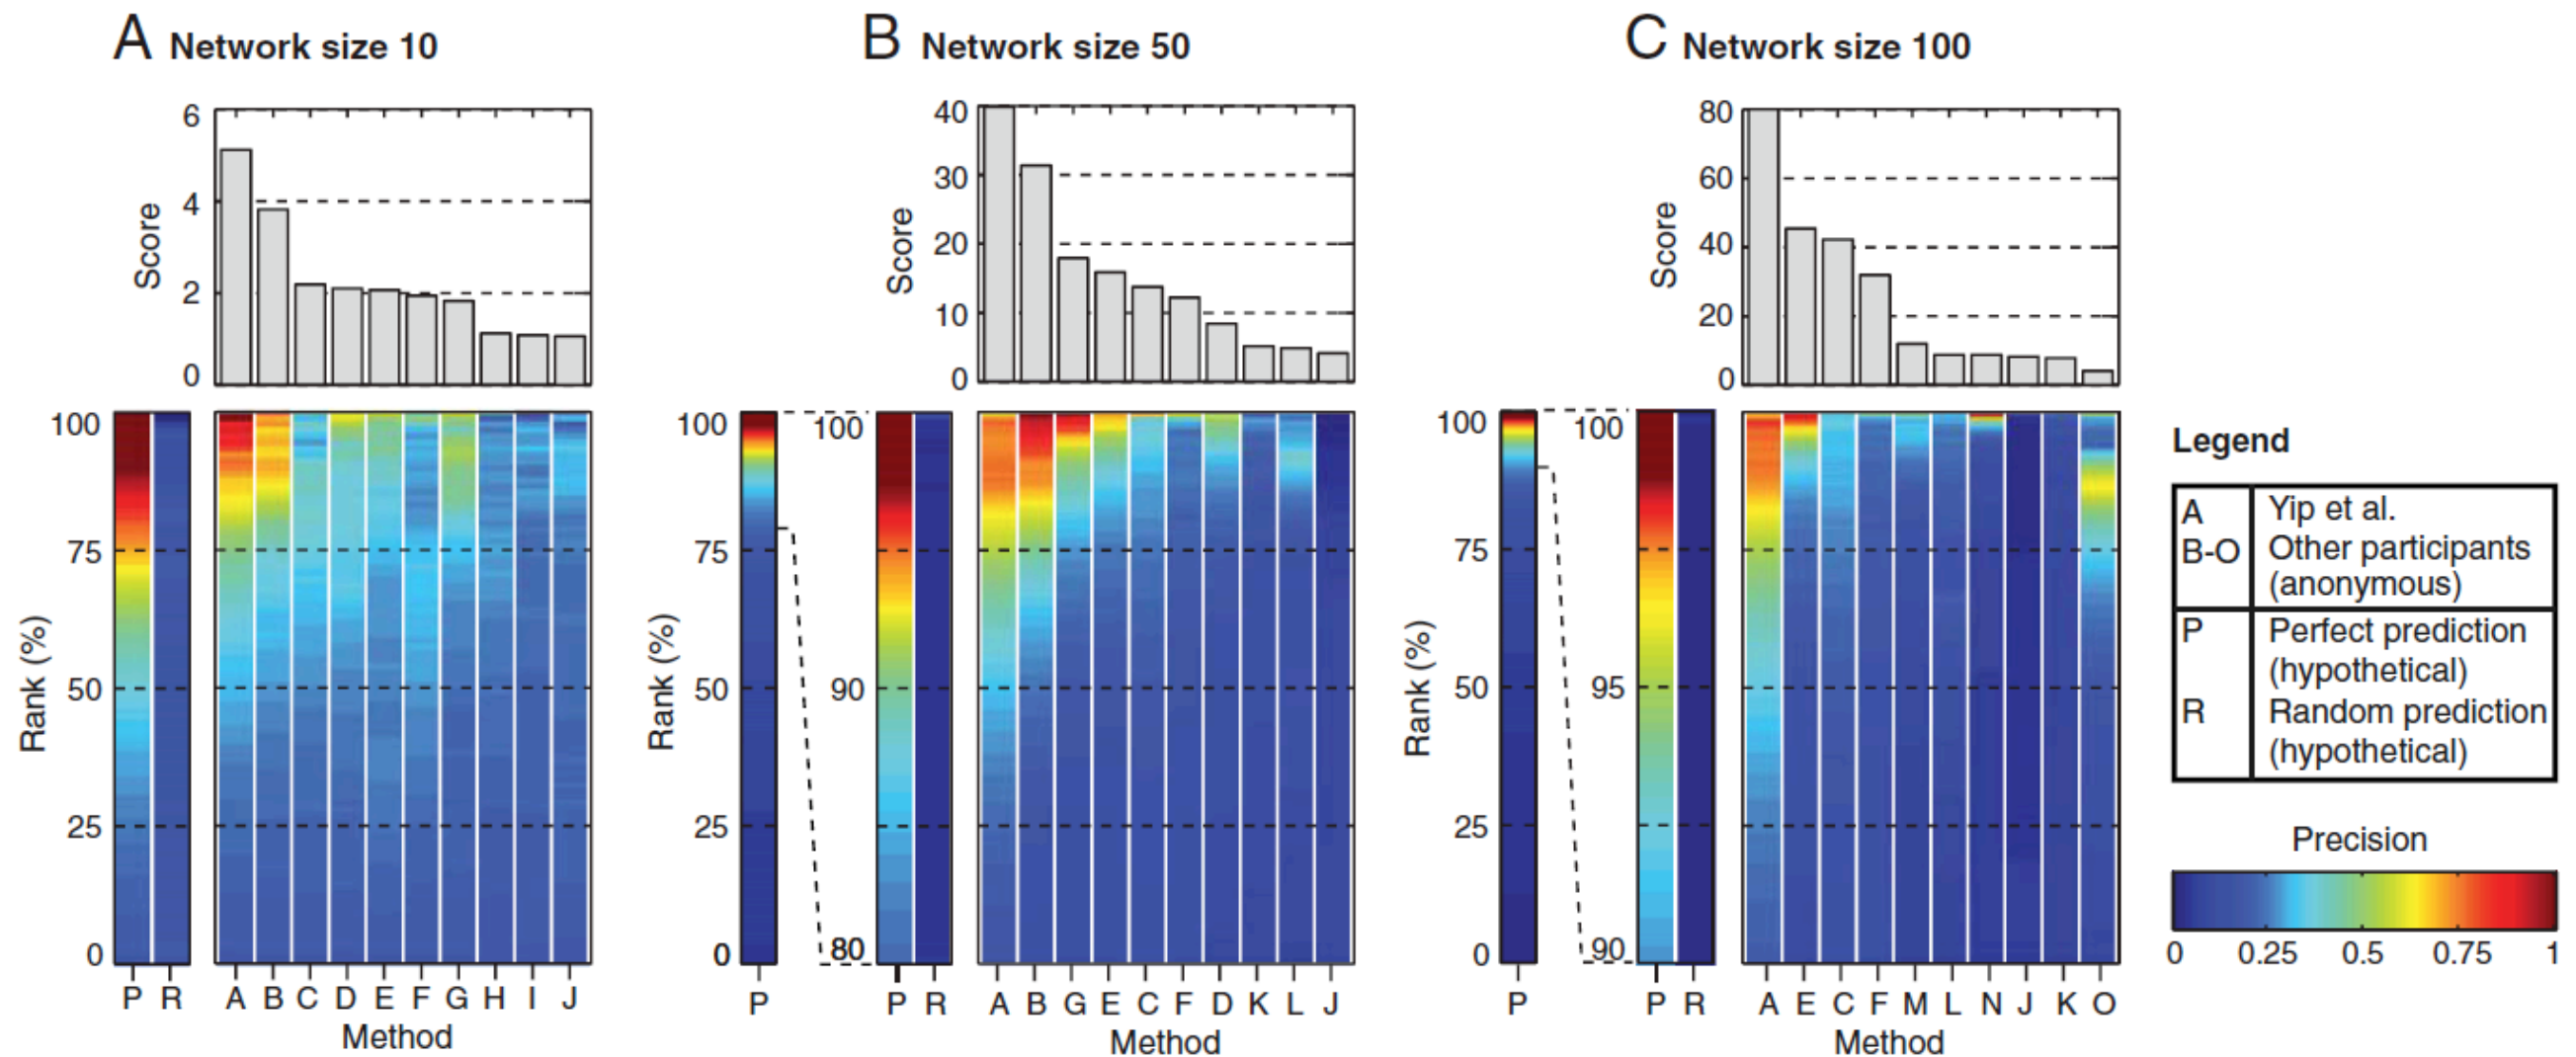 A Network size 10
6
4
2
0
Score
100
75
50
25
0
Rank (%)
P R
A B C D E F G H I J
Method
B Network size 50
40
30
20
10
0
Score
100
75
50
25
0
Rank (%)
P
100
90
80
P R
A B G E C F D K L J
Method
C Network size 100
80
60
40
20
0
Score
100
75
50
25
0
Rank (%)
P
100
95
90
P R
A E C F M L N J K O
Method
Legend
A Yip et al.
B-O Other participants
(anonymous)
P Perfect prediction
(hypothetical)
R Random prediction
(hypothetical)
Precision
0 0.25 0.5 0.75 1